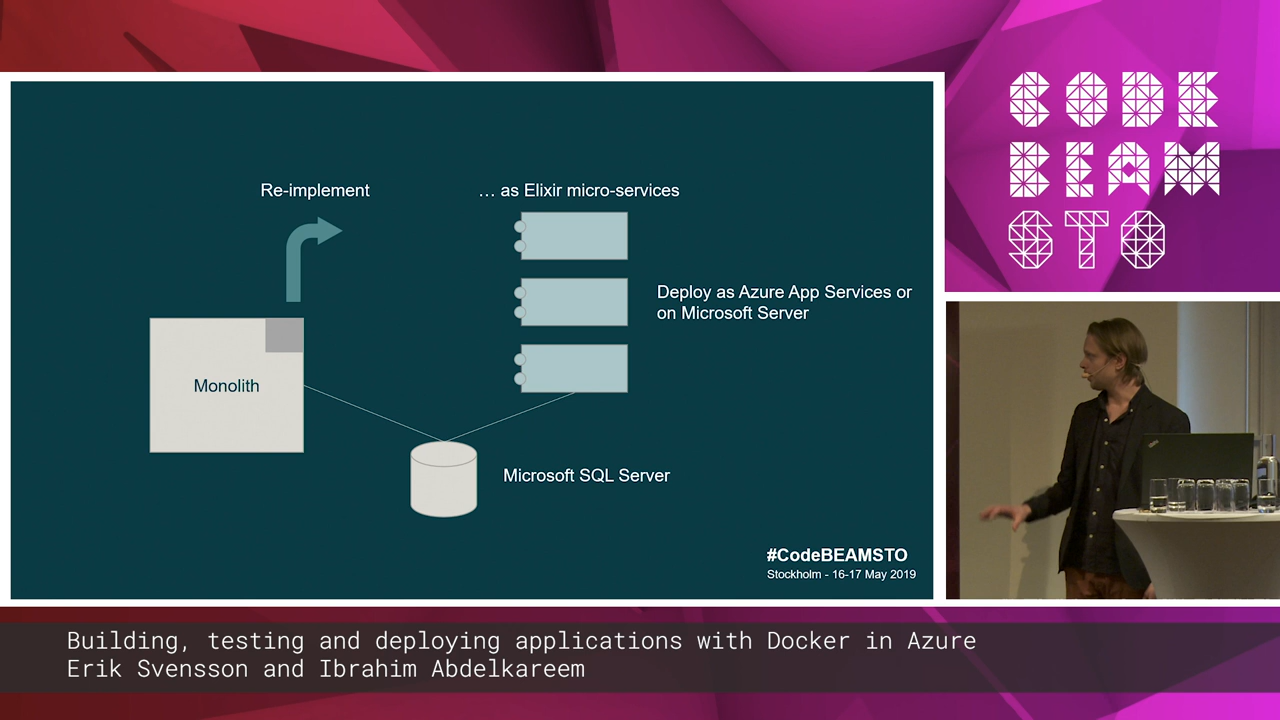 Re-implement
… as Elixir micro-services
Deploy as Azure App Services or
on Microsoft Server
Monolith
Microsoft SQL Server
#CodeBEAMSTO
Stockholm - 16-17 May 2019
CODE
BEAM
STO
Building, testing and deploying applications with Docker in Azure
Erik Svensson and Ibrahim Abdelkareem